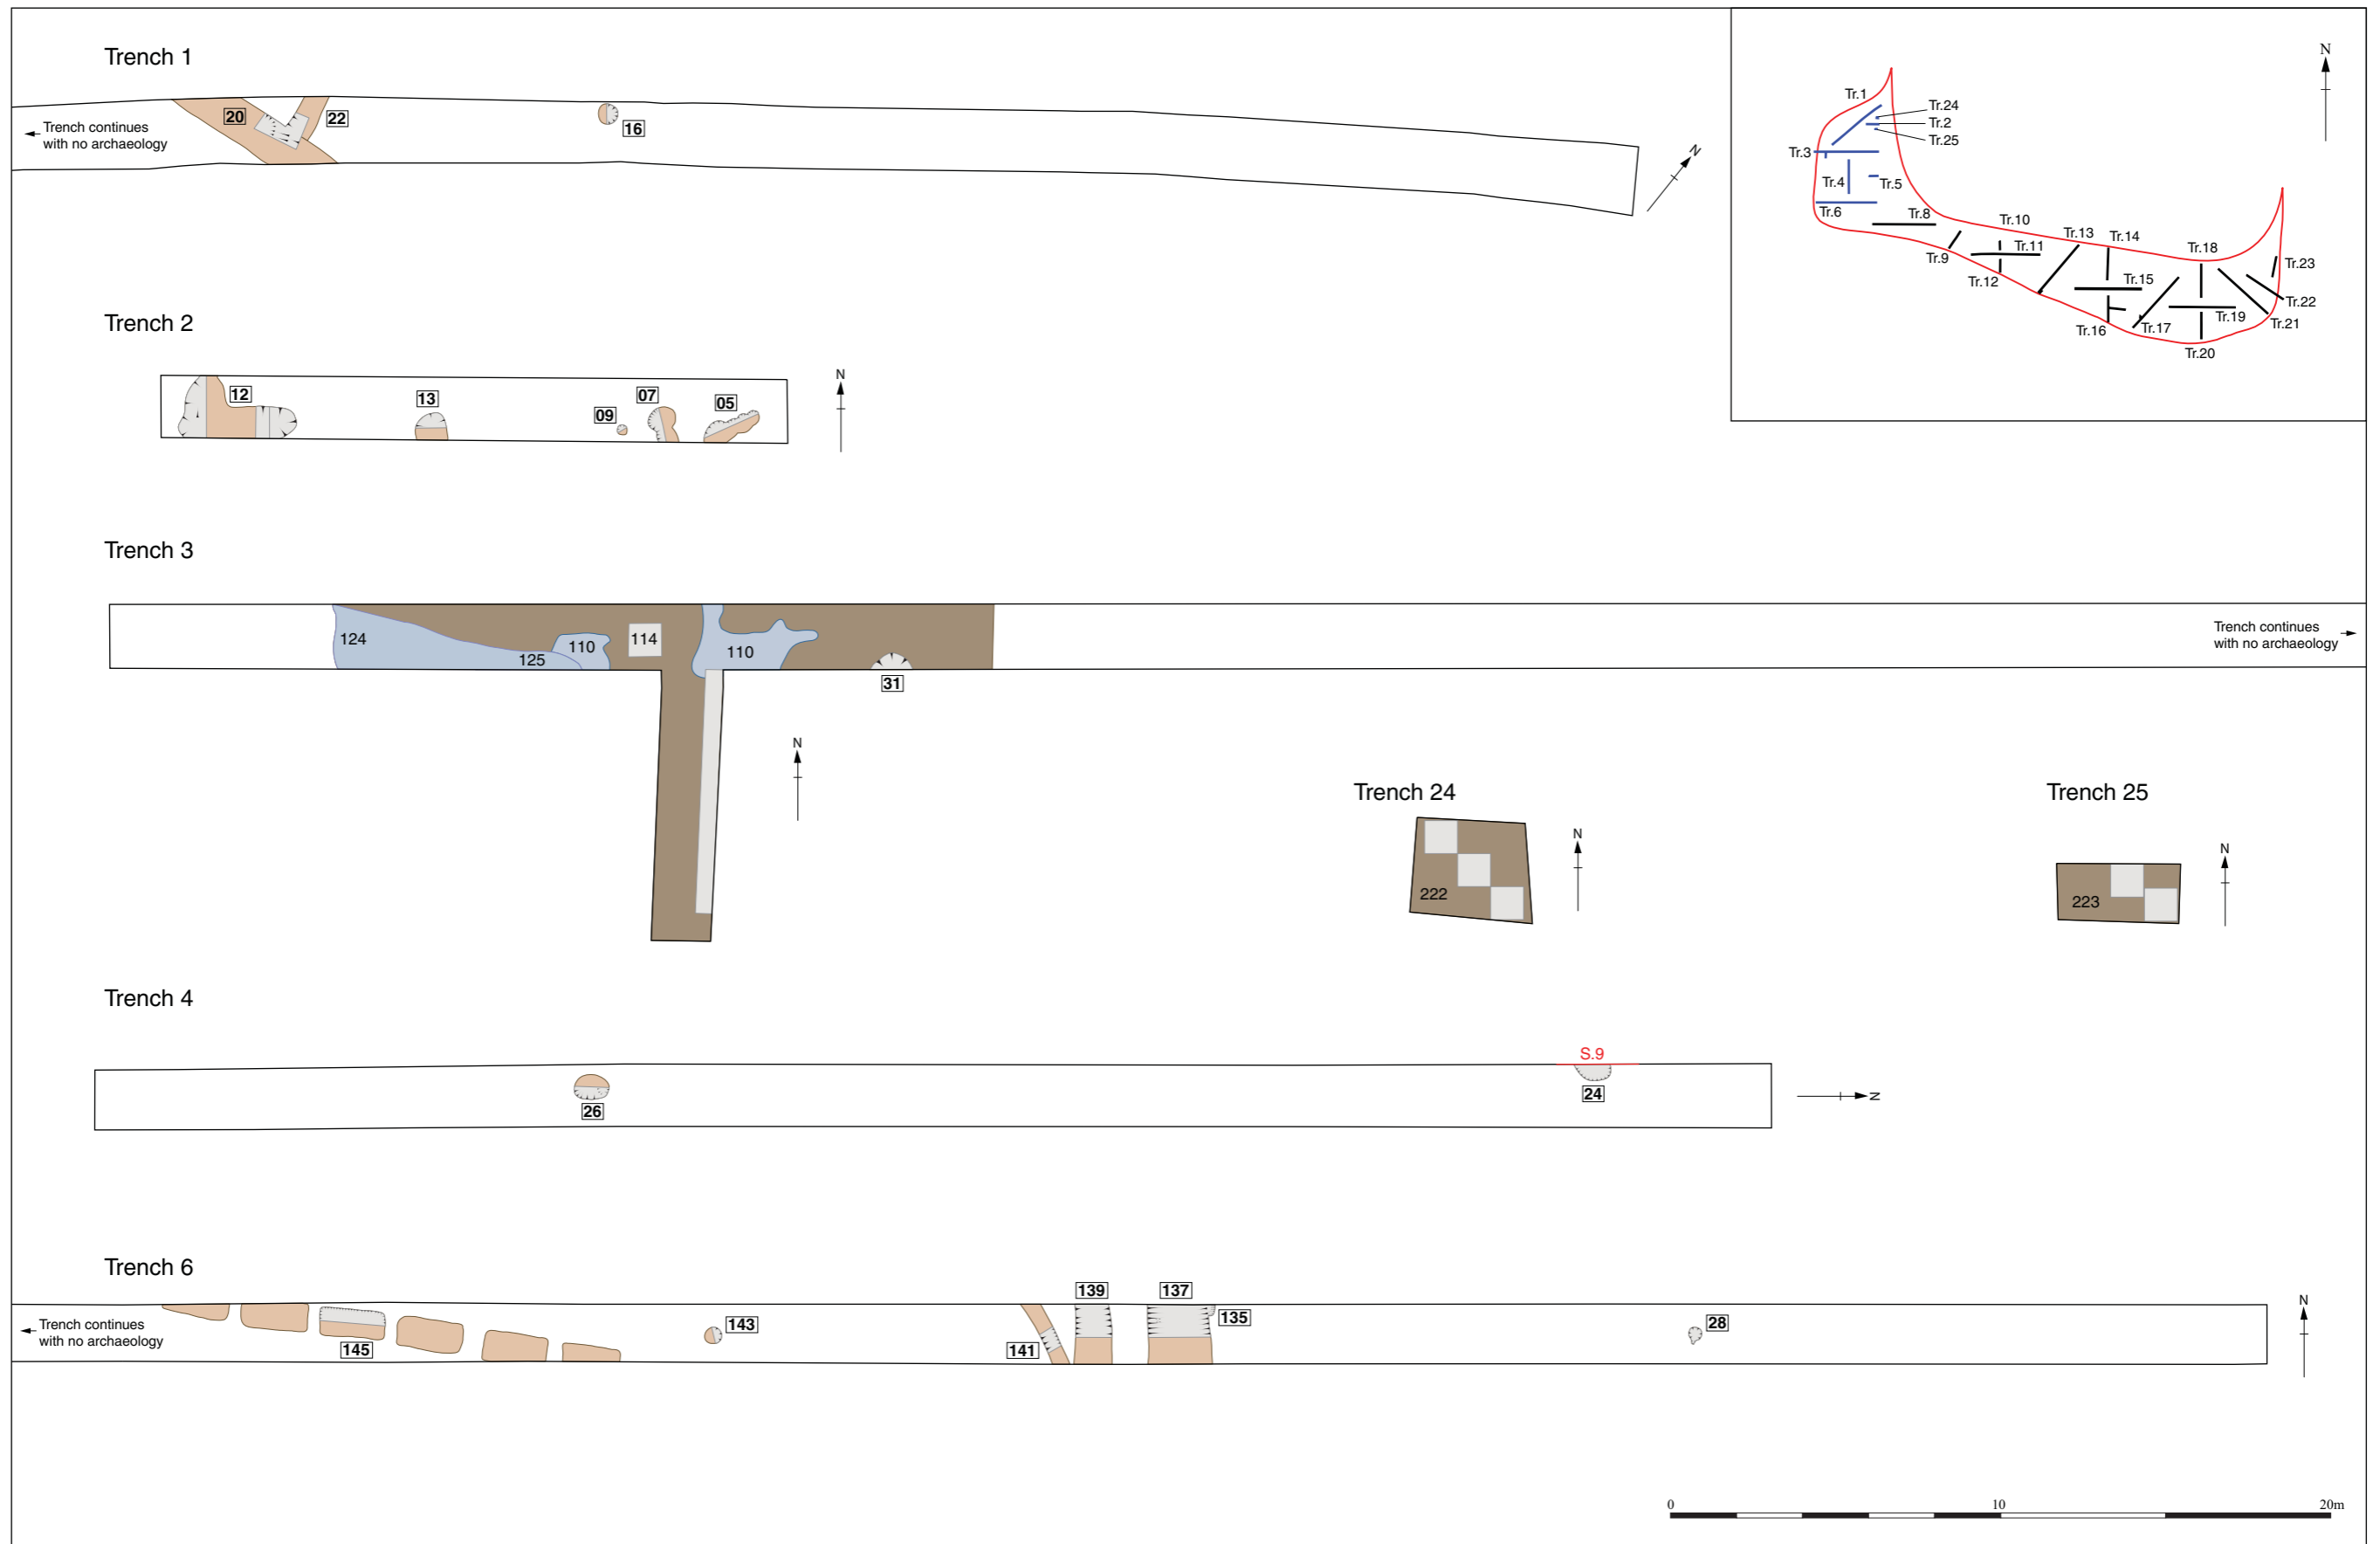 Trench 1
20
22
16
Trench continues
with no archaeology
N
N
Tr.1
Tr.24
Tr.2
Tr.25
Tr.3
Tr.4
Tr.5
Tr.6
Tr.8
Tr.9
Tr.10
Tr.11
Tr.12
Tr.13
Tr.14
Tr.15
Tr.16
Tr.17
Tr.18
Tr.19
Tr.20
Tr.21
Tr.22
Tr.23
Trench 2
12
13
09
07
05
N
Trench 3
124
125
110
114
110
31
Trench continues
with no archaeology
N
Trench 24
222
N
Trench 25
223
N
Trench 4
26
S.9
24
N
Trench 6
Trench continues
with no archaeology
145
143
141
139
137
135
28
N
0
10
20m